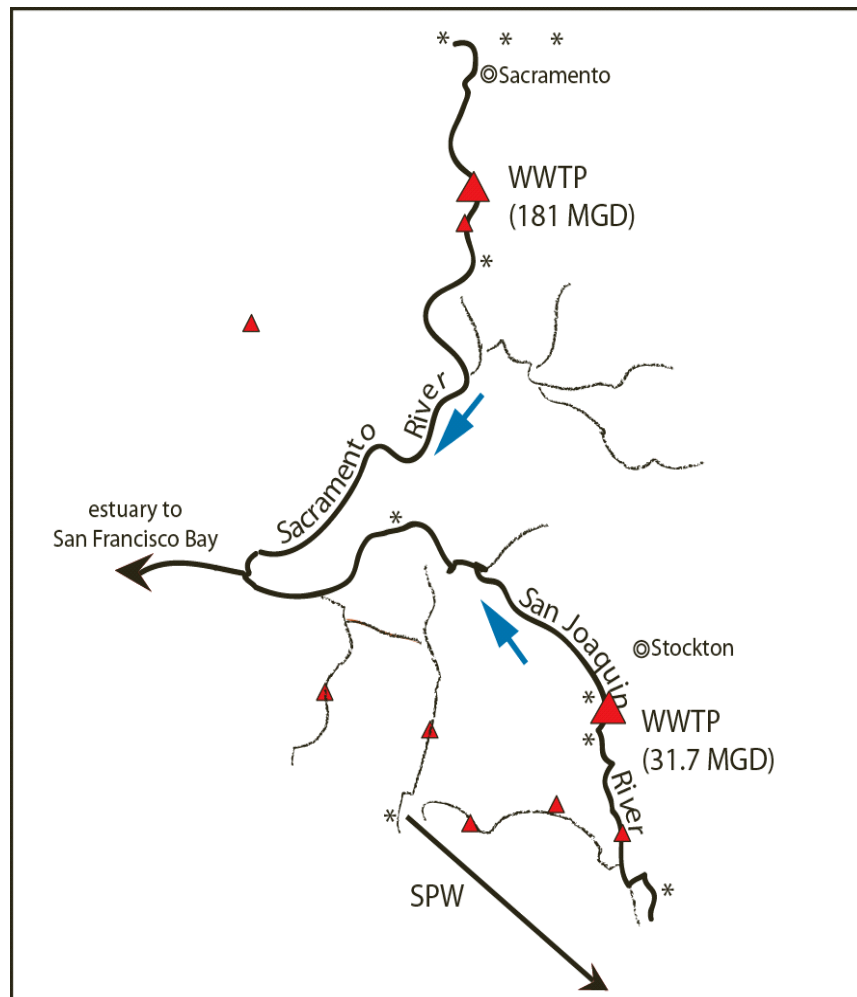 * * *
Sacramento
WWTP
(181 MGD)
*
Sacramento River
estuary to
San Francisco Bay
*
San Joaquin River
Stockton
*
*
WWTP
(31.7 MGD)
*
SPW
*